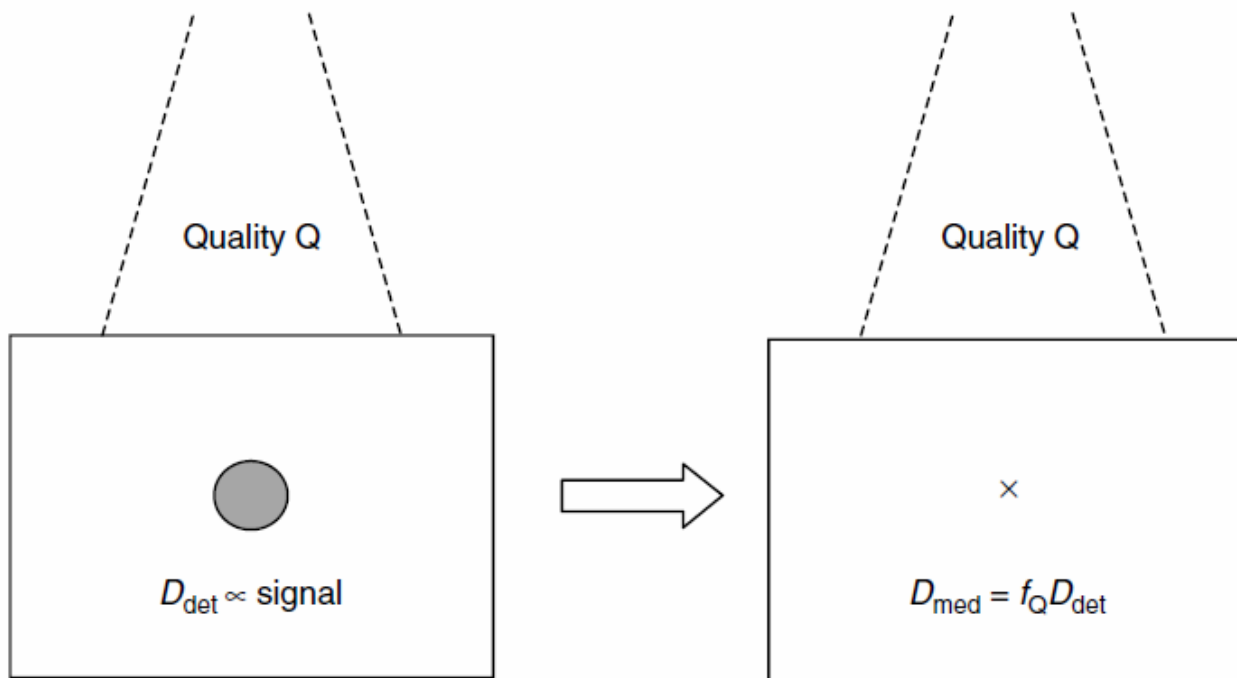 Quality Q
Quality Q
×
D_det ∝ signal
D_med = f_Q D_det